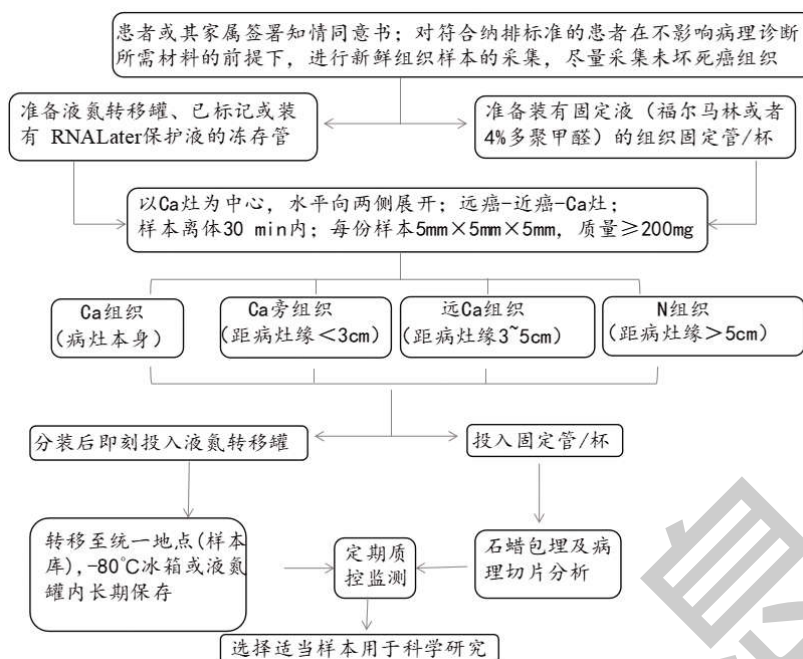 患者或其家属签署知情同意书；对符合纳排标准的患者在不影响病理诊断
所需材料的前提下，进行新鲜组织样本的采集，尽量采集未坏死癌组织
准备液氮转移罐、已标记或装
有 RNALater保护液的冻存管
准备装有固定液（福尔马林或者
4%多聚甲醛）的组织固定管/杯
以Ca灶为中心，水平向两侧展开；远癌-近癌-Ca灶；
样本离体30 min内；每份样本5mm×5mm×5mm，质量≥200mg
Ca组织
（病灶本身）
Ca旁组织
（距病灶缘＜3cm）
远Ca组织
（距病灶缘3~5cm）
N组织
（距病灶缘＞5cm）
分装后即刻投入液氮转移罐
投入固定管/杯
转移至统一地点(样本
库),-80℃冰箱或液氮
罐内长期保存
定期质
控监测
石蜡包埋及病
理切片分析
选择适当样本用于科学研究